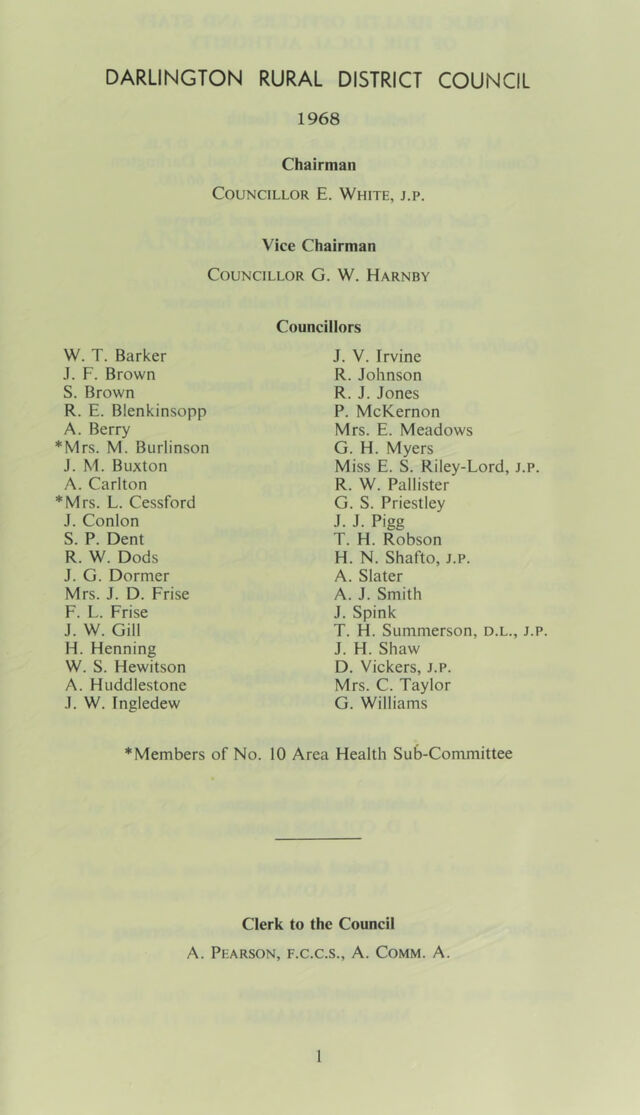 DARLINGTON RURAL DISTRICT COUNCIL
1968
Chairman
COUNCILLOR E. WHITE, J.P.
Vice Chairman
COUNCILLOR G. W. HARNBY
Councillors
W. T. Barker
J. F. Brown
S. Brown
R. E. Blenkinsopp
A. Berry
*Mrs. M. Burlinson
J. M. Buxton
A. Carlton
*Mrs. L. Cessford
J. Conlon
S. P. Dent
R. W. Dods
J. G. Dormer
Mrs. J. D. Frise
F. L. Frise
J. W. Gill
H. Henning
W. S. Hewitson
A. Huddlestone
J. W. Ingledew
J. V. Irvine
R. Johnson
R. J. Jones
P. McKernon
Mrs. E. Meadows
G. H. Myers
Miss E. S. Riley-Lord, J.P.
R. W. Pallister
G. S. Priestley
J. J. Pigg
T. H. Robson
H. N. Shafto, J.P.
A. Slater
A. J. Smith
J. Spink
T. H. Summerson, D.L., J.P.
J. H. Shaw
D. Vickers, J.P.
Mrs. C. Taylor
G. Williams
*Members of No. 10 Area Health Sub-Committee
Clerk to the Council
A. PEARSON, F.C.C.S., A. COMM. A.
1